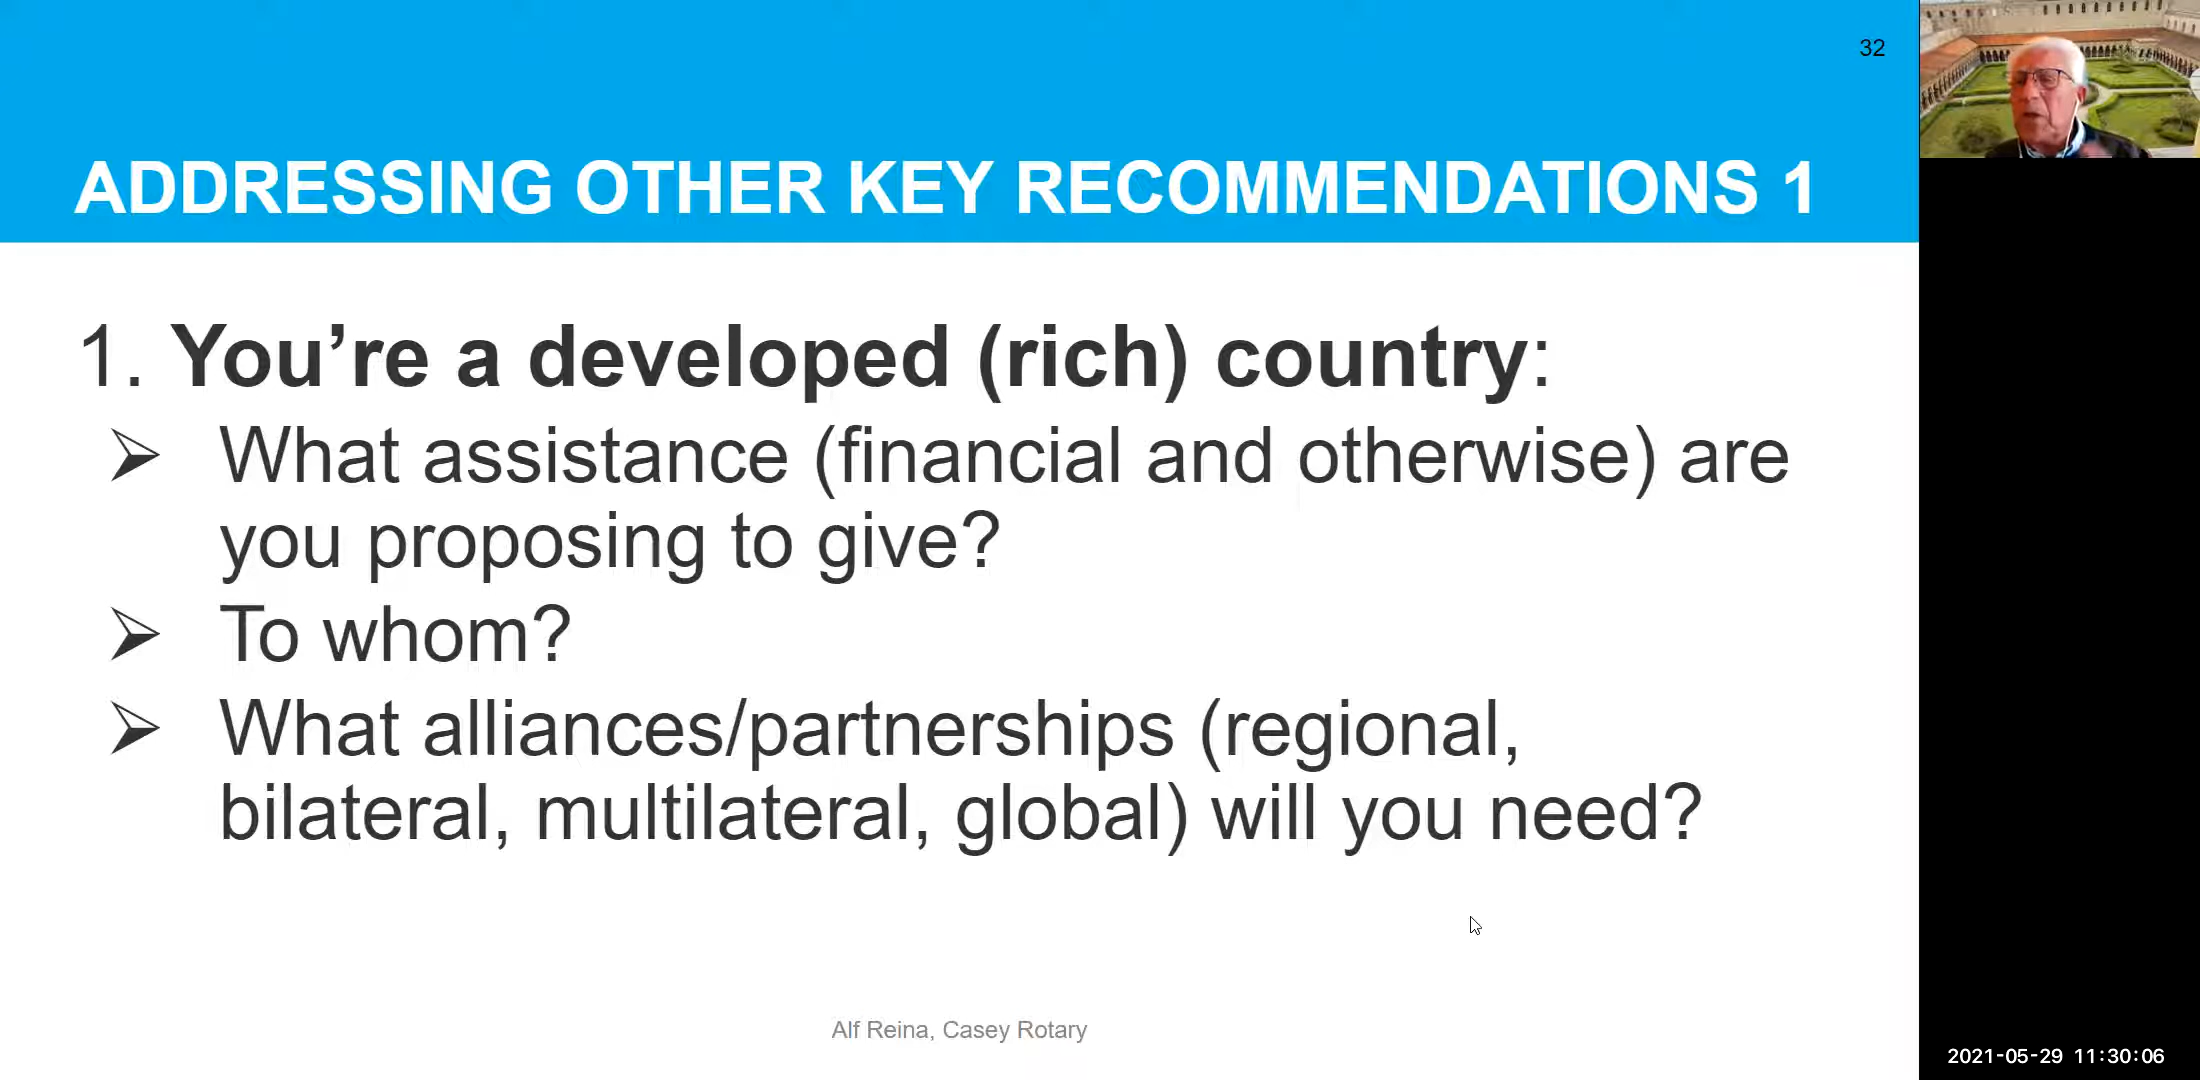 32
ADDRESSING OTHER KEY RECOMMENDATIONS 1
1. You’re a developed (rich) country:
➢ What assistance (financial and otherwise) are
you proposing to give?
➢ To whom?
➢ What alliances/partnerships (regional,
bilateral, multilateral, global) will you need?
Alf Reina, Casey Rotary
2021-05-29 11:30:06